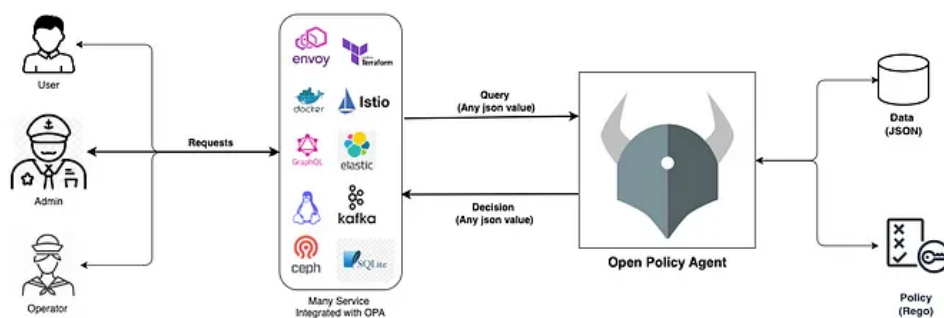 User
Admin
Operator
Requests
envoy
Terraform
docker
Istio
GraphQL
elastic
kafka
ceph
SQLite
Many Service
Integrated with OPA
Query
(Any json value)
Decision
(Any json value)
Open Policy Agent
Data
(JSON)
Policy
(Rego)